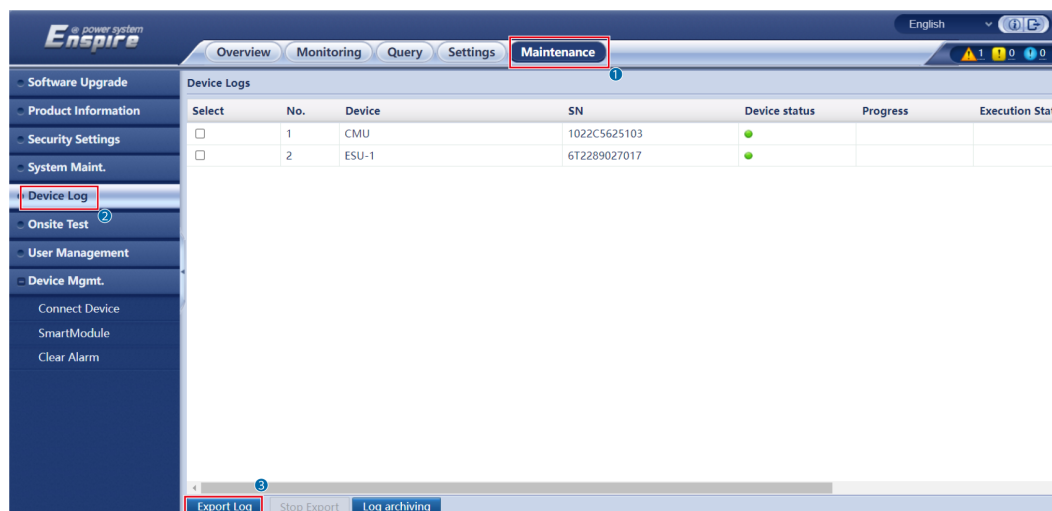 e power system
Enspire
English
Overview Monitoring Query Settings Maintenance
1
1 0 0
Software Upgrade
Product Information
Security Settings
System Maint.
Device Log
2
Onsite Test
User Management
Device Mgmt.
Connect Device
SmartModule
Clear Alarm
Device Logs
Select No. Device SN Device status Progress Execution Sta
1 CMU 1022C5625103
2 ESU-1 6T2289027017
3
Export Log Stop Export Log archiving